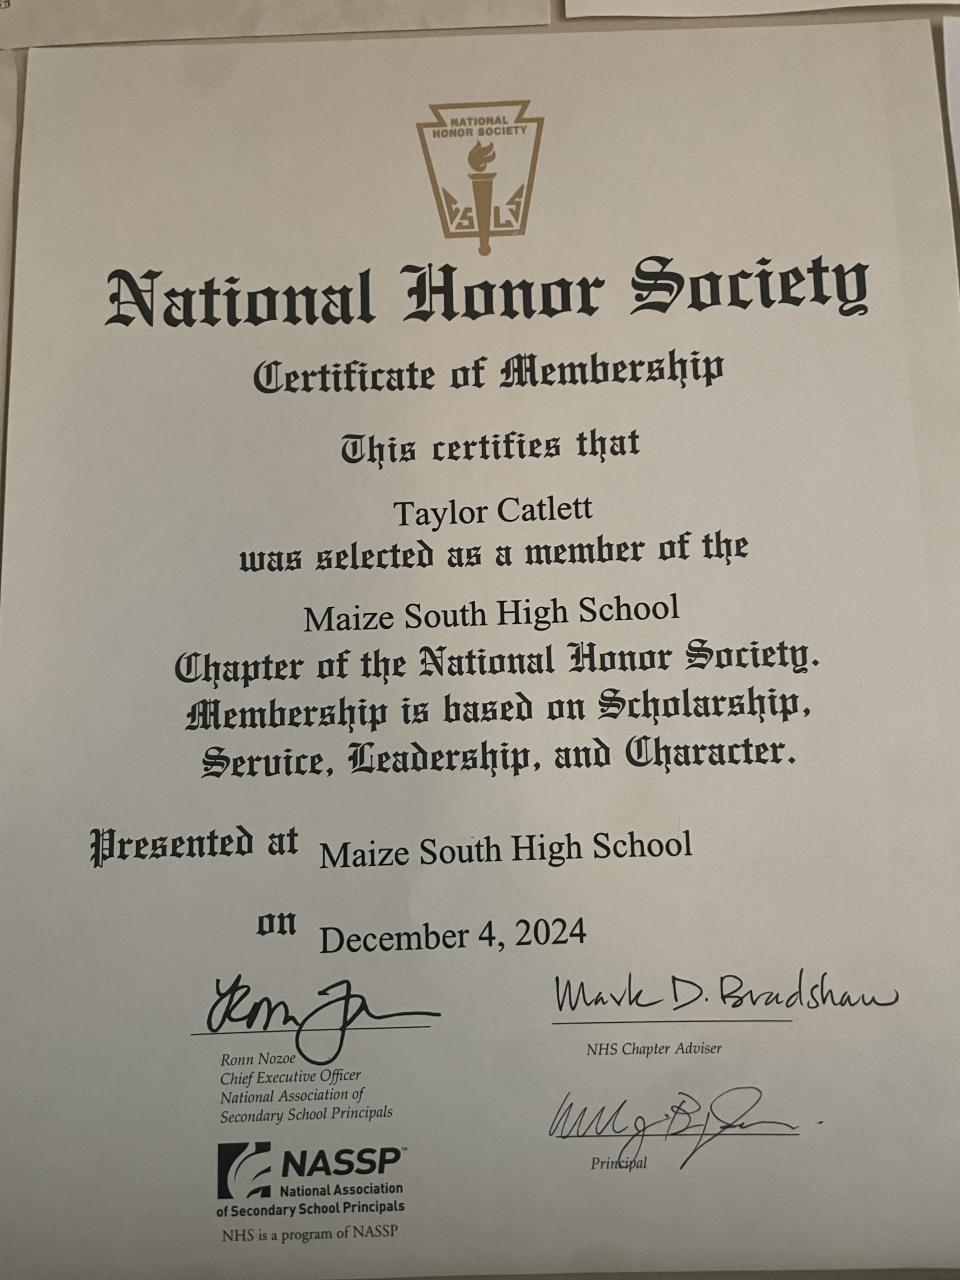 NATIONAL
HONOR SOCIETY
C S L S
National Honor Society
Certificate of Membership
This certifies that
Taylor Catlett
was selected as a member of the
Maize South High School
Chapter of the National Honor Society.
Membership is based on Scholarship,
Service, Leadership, and Character.
Presented at Maize South High School
on December 4, 2024
Mark D. Bradshaw
Ronn Nozoe
Chief Executive Officer
National Association of
Secondary School Principals
NHS Chapter Adviser
Principal
NASSP™
National Association
of Secondary School Principals
NHS is a program of NASSP